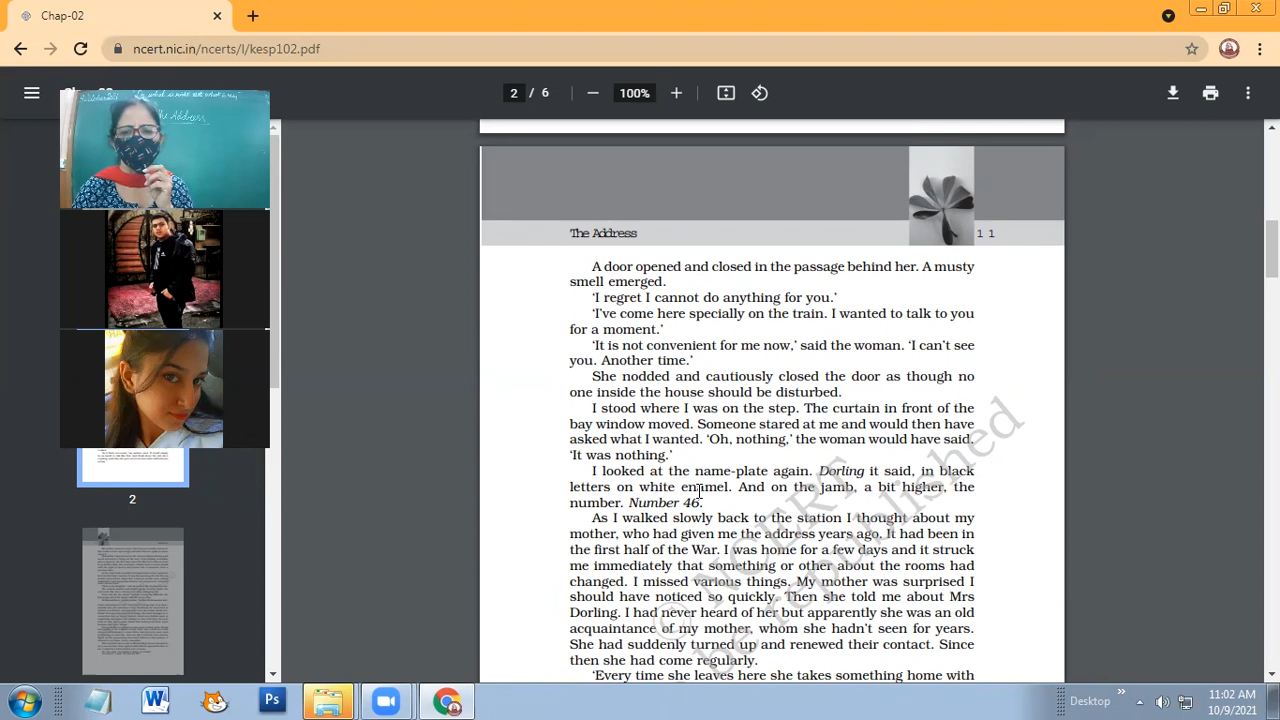 Chap-02
ncert.nic.in/ncerts/l/kesp102.pdf
2 / 6
100%
the Address
The Address
1 1
A door opened and closed in the passage behind her. A musty
smell emerged.
‘I regret I cannot do anything for you.’
‘I’ve come here specially on the train. I wanted to talk to you
for a moment.’
‘It is not convenient for me now,’ said the woman. ‘I can’t see
you. Another time.’
She nodded and cautiously closed the door as though no
one inside the house should be disturbed.
I stood where I was on the step. The curtain in front of the
bay window moved. Someone stared at me and would then have
asked what I wanted. ‘Oh, nothing,’ the woman would have said.
‘It was nothing.’
I looked at the name-plate again. Dorling it said, in black
letters on white enamel. And on the jamb, a bit higher, the
number. Number 46.
As I walked slowly back to the station I thought about my
mother, who had given me the address years ago. It had been in
the first half of the War. I was home for a few days and it struck
me immediately that something or other about the rooms had
changed. I missed various things. My mother was surprised I
should have noticed so quickly. Then she told me about Mrs
Dorling. I had never heard of her but apparently she was an old
acquaintance of my mother, whom she hadn’t seen for years.
She had suddenly turned up and renewed their contact. Since
then she had come regularly.
‘Every time she leaves here she takes something home with
2
Desktop
11:02 AM
10/9/2021